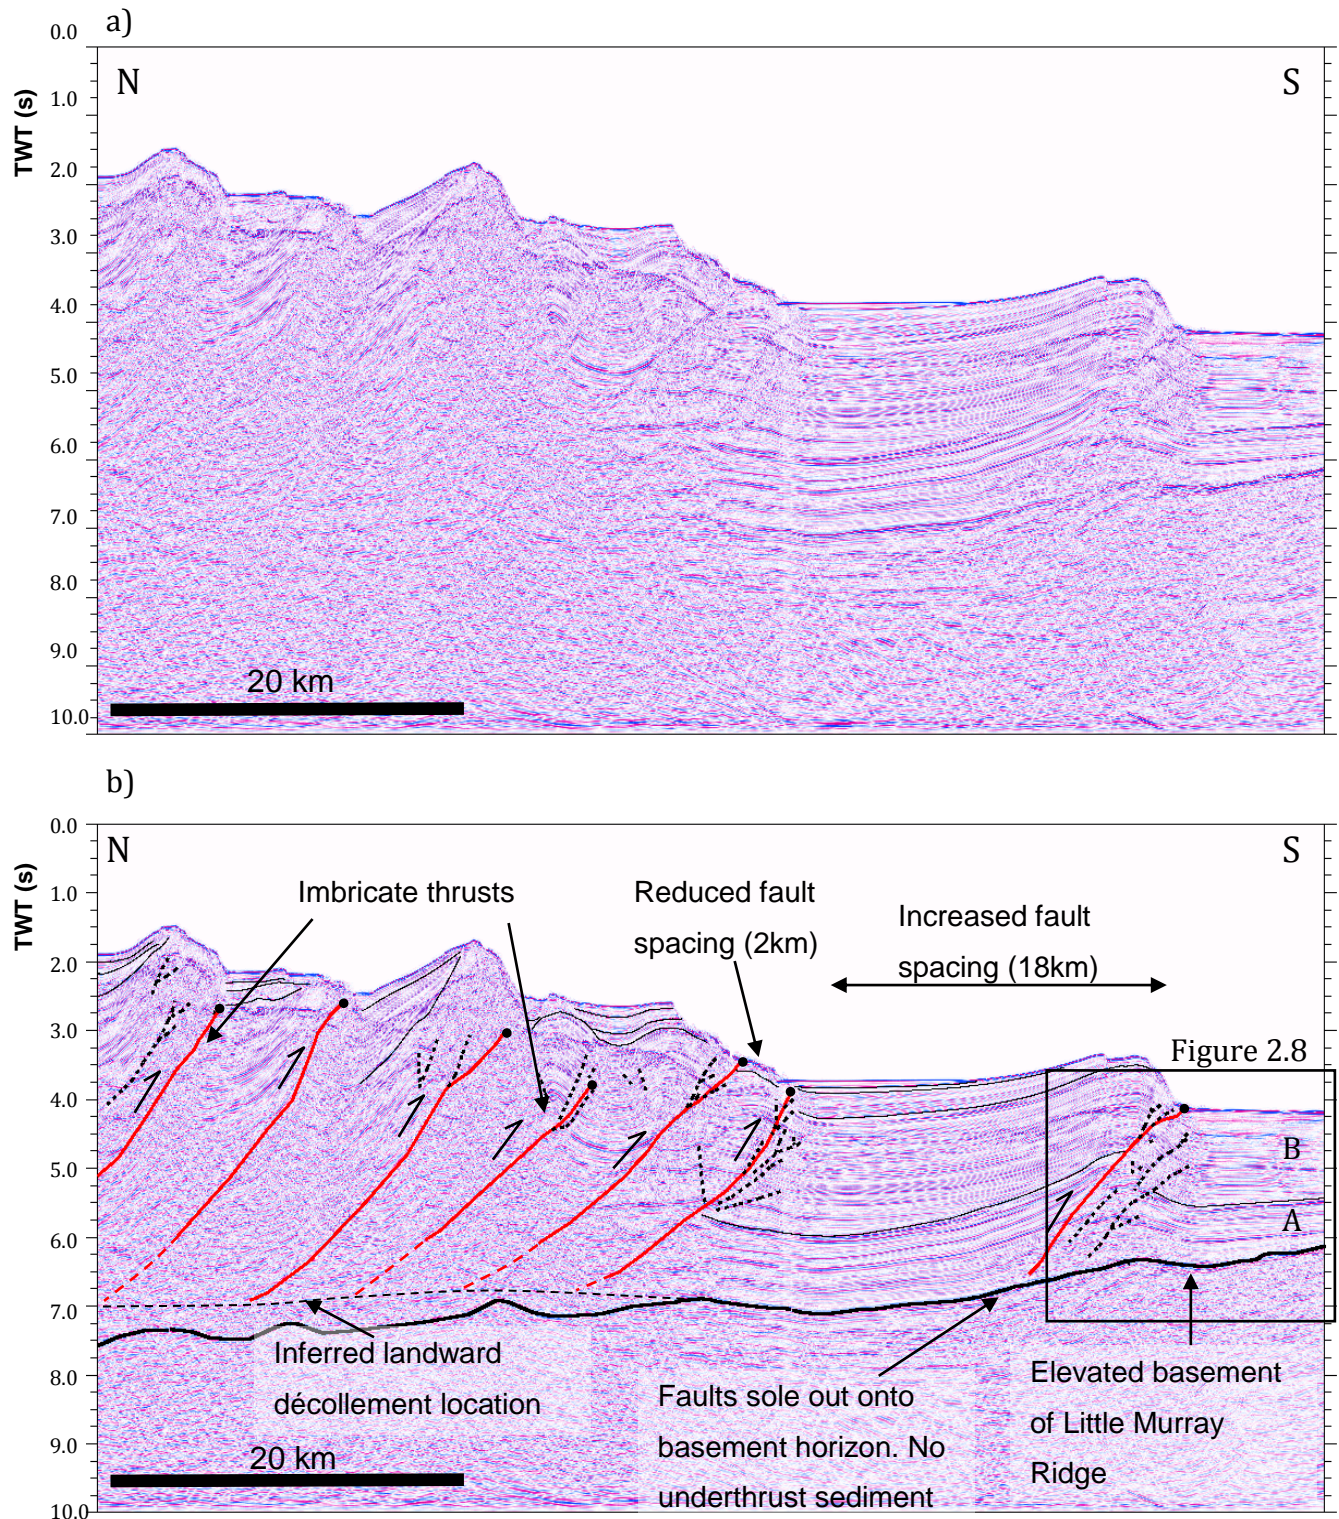 a)
0.0
N
S
TWT (s)
1.0
2.0
3.0
4.0
5.0
6.0
7.0
8.0
9.0
10.0
20 km
b)
0.0
N
S
TWT (s)
1.0
2.0
3.0
4.0
5.0
6.0
7.0
8.0
9.0
10.0
Imbricate thrusts
Reduced fault
spacing (2km)
Increased fault
spacing (18km)
Figure 2.8
B
A
Inferred landward
décollement location
Faults sole out onto
basement horizon. No
underthrust sediment
Elevated basement
of Little Murray
Ridge
20 km